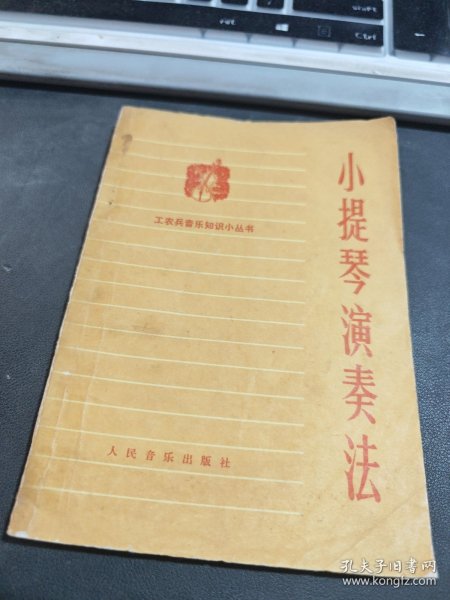 小提琴演奏法
工农兵音乐知识小丛书
人民音乐出版社
Ctrl
孔夫子旧书网
www.kongfz.com